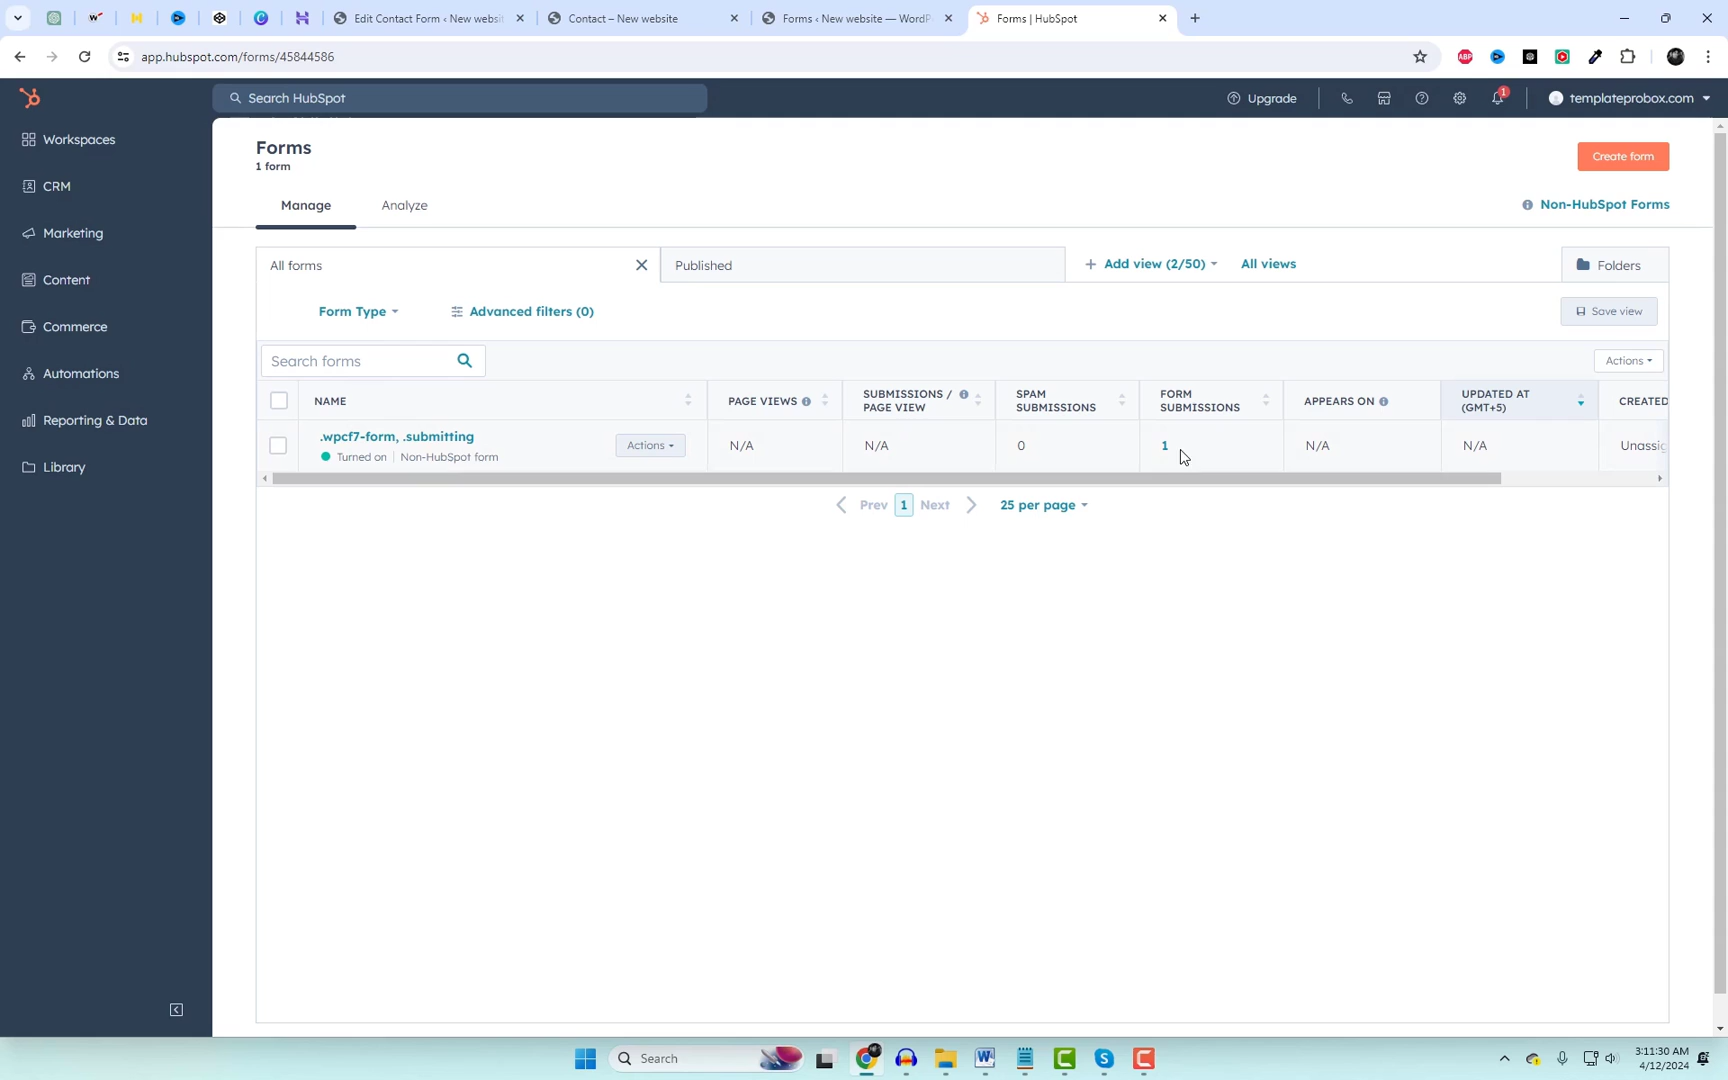 Edit Contact Form ‹ New websi
Contact – New website
Forms ‹ New website — WordP
Forms | HubSpot
app.hubspot.com/forms/45844586
ABP
Search HubSpot
Upgrade
1
templateprobox.com
Workspaces
CRM
Marketing
Content
Commerce
Automations
Reporting & Data
Library
Forms
1 form
Create form
Manage
Analyze
Non-HubSpot Forms
All forms
Published
Add view (2/50)
All views
Folders
Form Type
Advanced filters (0)
Save view
Search forms
Actions
NAME
PAGE VIEWS
SUBMISSIONS / PAGE VIEW
SPAM SUBMISSIONS
FORM SUBMISSIONS
APPEARS ON
UPDATED AT (GMT+5)
CREATED
.wpcf7-form, .submitting
Turned on | Non-HubSpot form
Actions
N/A
N/A
0
1
N/A
N/A
Unassig
Prev 1 Next
25 per page
Search
3:11:30 AM
4/12/2024